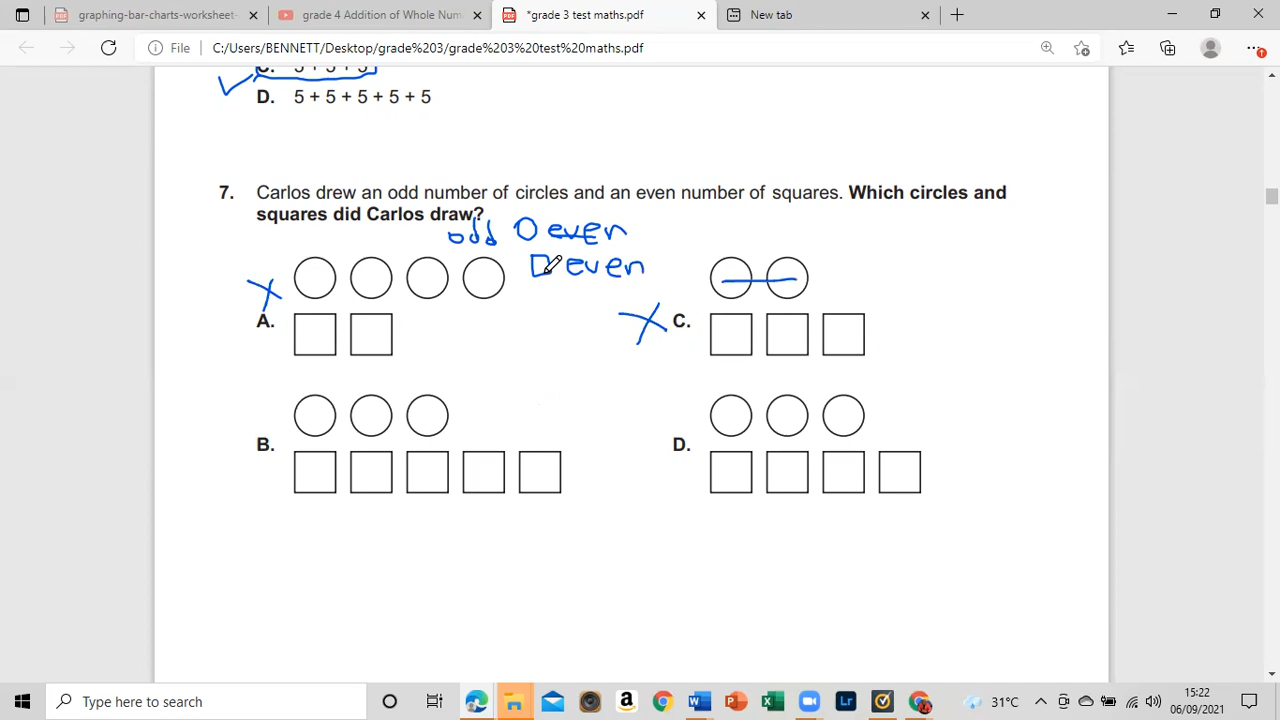 graphing-bar-charts-worksheet-
grade 4 Addition of Whole Num
*grade 3 test maths.pdf
New tab
File
C:/Users/BENNETT/Desktop/grade%203/grade%203%20test%20maths.pdf
C. 5 + 5 + 5
D. 5 + 5 + 5 + 5 + 5
7. Carlos drew an odd number of circles and an even number of squares. Which circles and
squares did Carlos draw?
odd even
even
A.
C.
B.
D.
Type here to search
31°C
15:22
06/09/2021